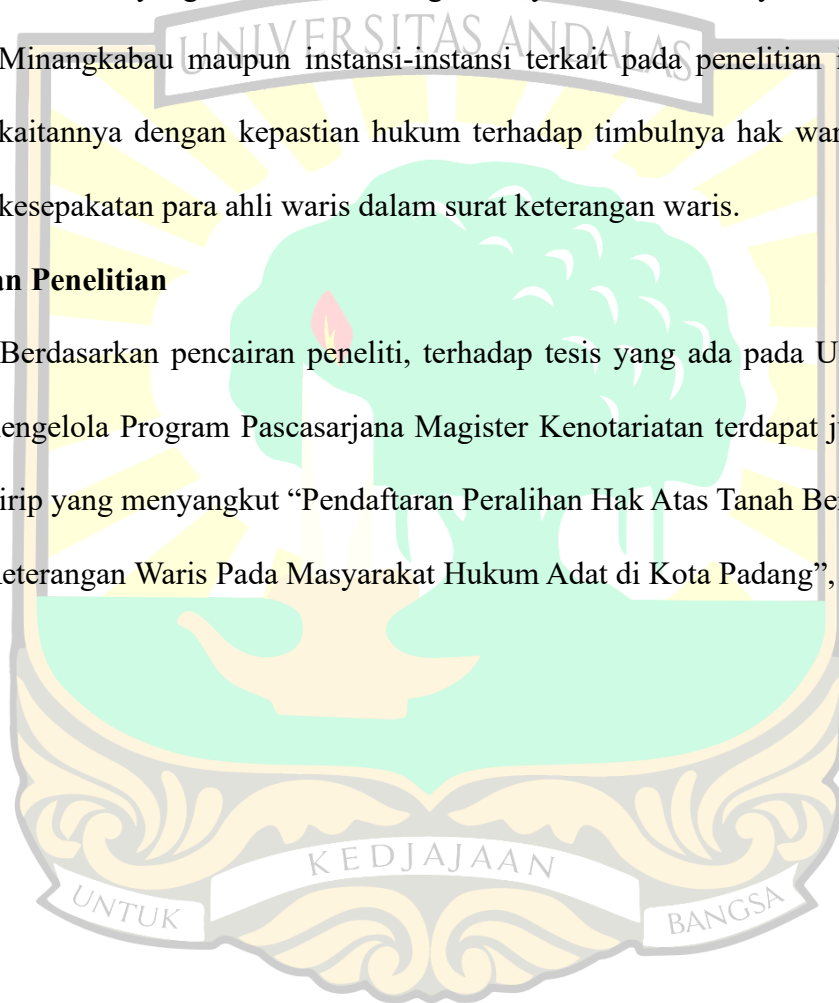 UNIVERSITAS ANDALAS
Minangkabau maupun instansi-instansi terkait pada penelitian
kaitannya dengan kepastian hukum terhadap timbulnya hak
kesepakatan para ahli waris dalam surat keterangan waris.
an Penelitian
Berdasarkan pencairan peneliti, terhadap tesis yang ada pada U
engelola Program Pascasarjana Magister Kenotariatan terdapat
irip yang menyangkut “Pendaftaran Peralihan Hak Atas Tanah
eterangan Waris Pada Masyarakat Hukum Adat di Kota Padang”,
KEDJAJAAN
UNTUK
BANGSA